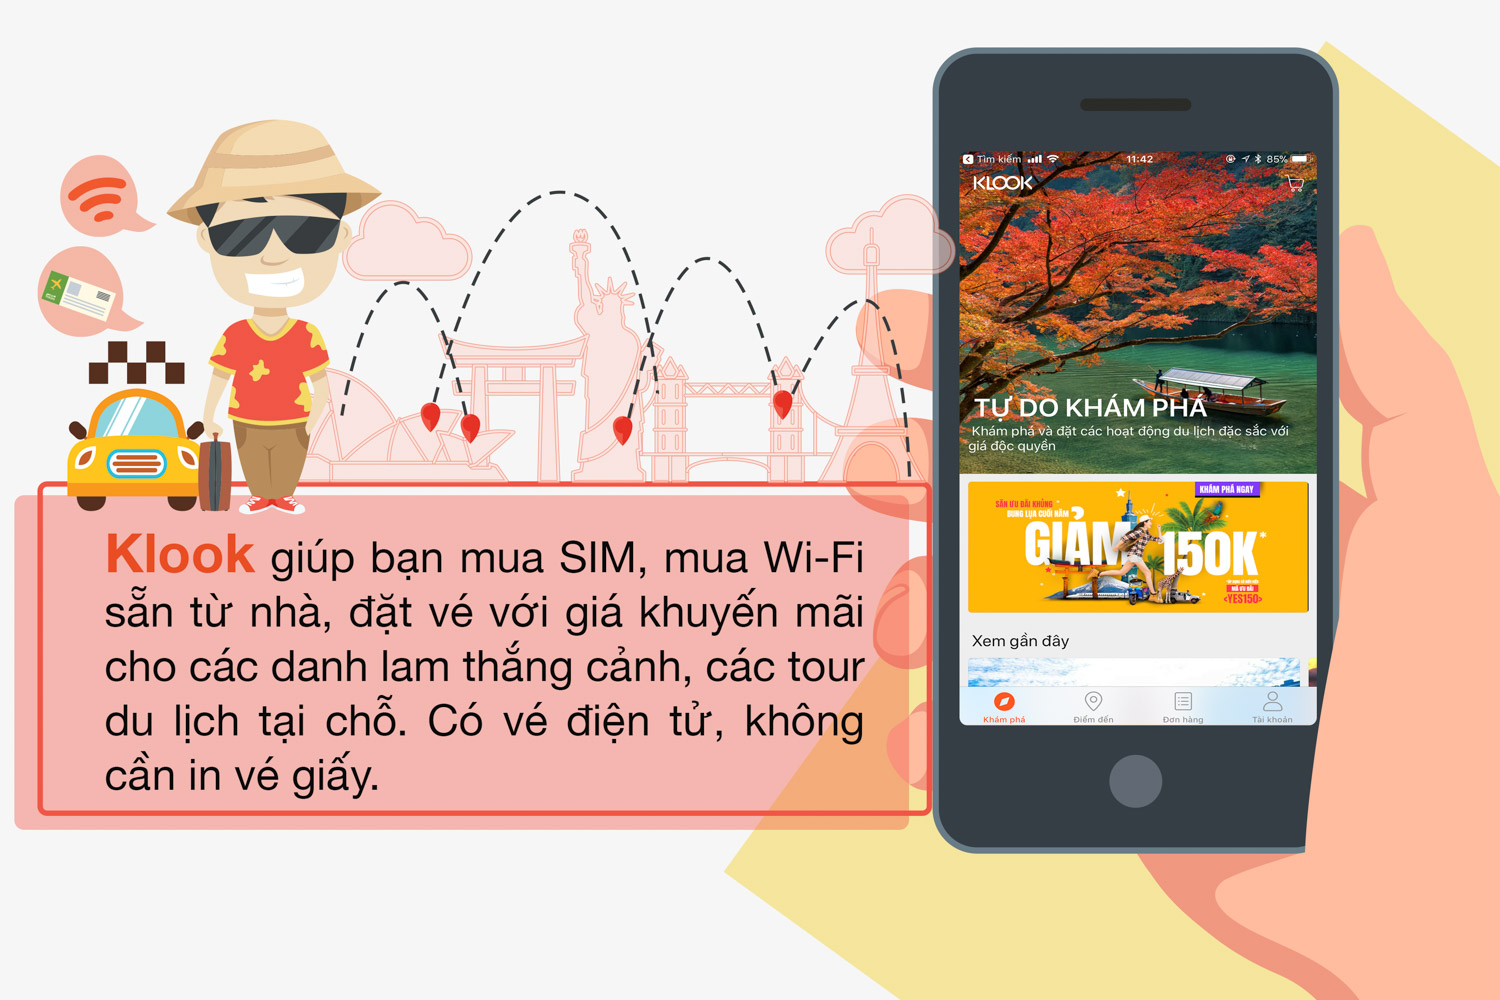 Klook giúp bạn mua SIM, mua Wi-Fi
sẵn từ nhà, đặt vé với giá khuyến mãi
cho các danh lam thắng cảnh, các tour
du lịch tại chỗ. Có vé điện tử, không
cần in vé giấy.
Tìm kiếm
11:42
85%
KLOOK
TỰ DO KHÁM PHÁ
Khám phá và đặt các hoạt động du lịch đặc sắc với
giá độc quyền
KHÁM PHÁ NGAY
SĂN ƯU ĐÃI KHỦNG
BUNG LỤA CUỐI NĂM
GIẢM 150K*
MÃ ƯU ĐÃI
<YES150>
Xem gần đây
Khám phá
Điểm đến
Đơn hàng
Tài khoản